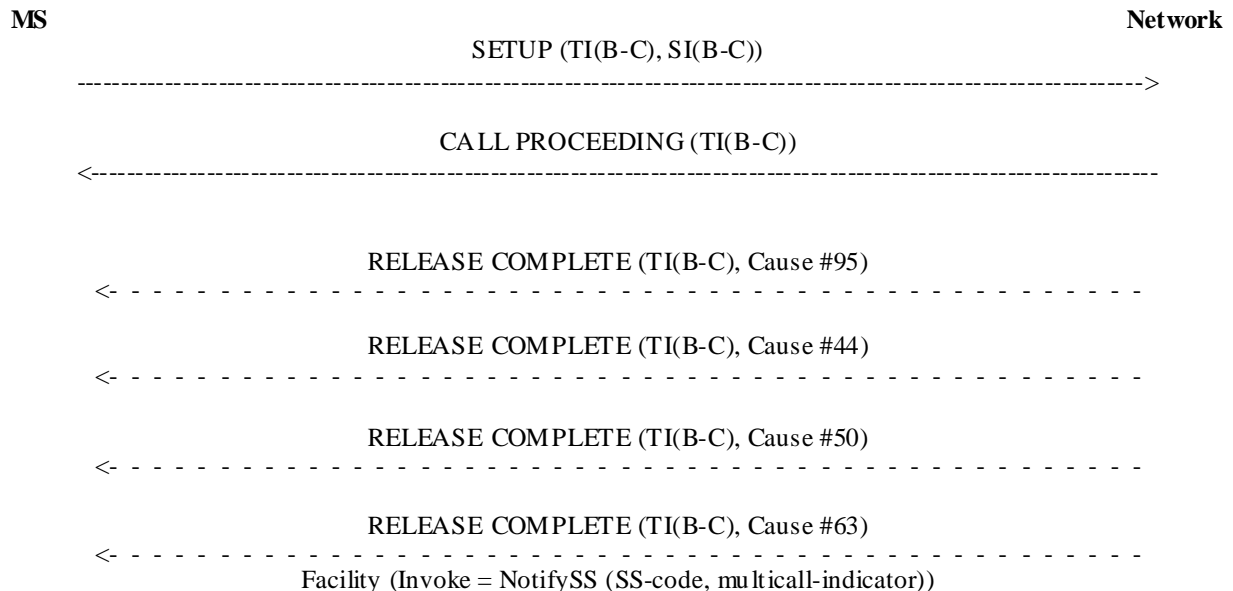 MS Network
SETUP (TI(B-C), SI(B-C))
-------------------------------------------------------------------------------------------------------------------->
CALL PROCEEDING (TI(B-C))
<--------------------------------------------------------------------------------------------------------------------
RELEASE COMPLETE (TI(B-C), Cause #95)
<- - - - - - - - - - - - - - - - - - - - - - - - - - - - - - - - - - - - - - - -
RELEASE COMPLETE (TI(B-C), Cause #44)
<- - - - - - - - - - - - - - - - - - - - - - - - - - - - - - - - - - - - - - - -
RELEASE COMPLETE (TI(B-C), Cause #50)
<- - - - - - - - - - - - - - - - - - - - - - - - - - - - - - - - - - - - - - - -
RELEASE COMPLETE (TI(B-C), Cause #63)
<- - - - - - - - - - - - - - - - - - - - - - - - - - - - - - - - - - - - - - - -
Facility (Invoke = NotifySS (SS-code, multicall-indicator))